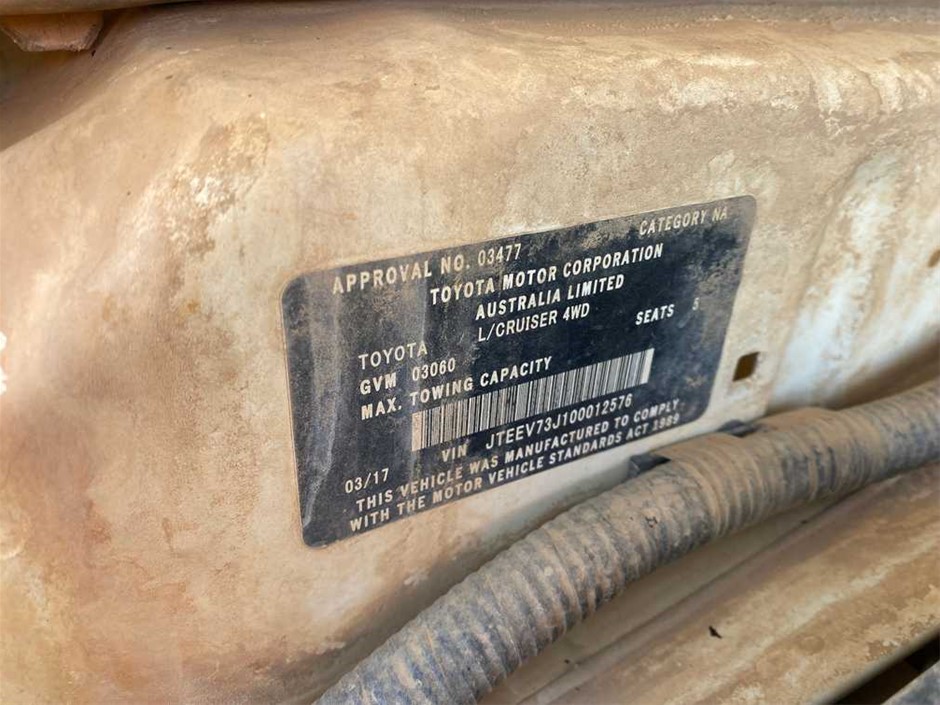 APPROVAL NO. 03477 CATEGORY NA
TOYOTA MOTOR CORPORATION
AUSTRALIA LIMITED
TOYOTA L/CRUISER 4WD SEATS 5
GVM 03060
MAX. TOWING CAPACITY
VIN JTEEV73J100012576
03/17
THIS VEHICLE WAS MANUFACTURED TO COMPLY
WITH THE MOTOR VEHICLE STANDARDS ACT 1989